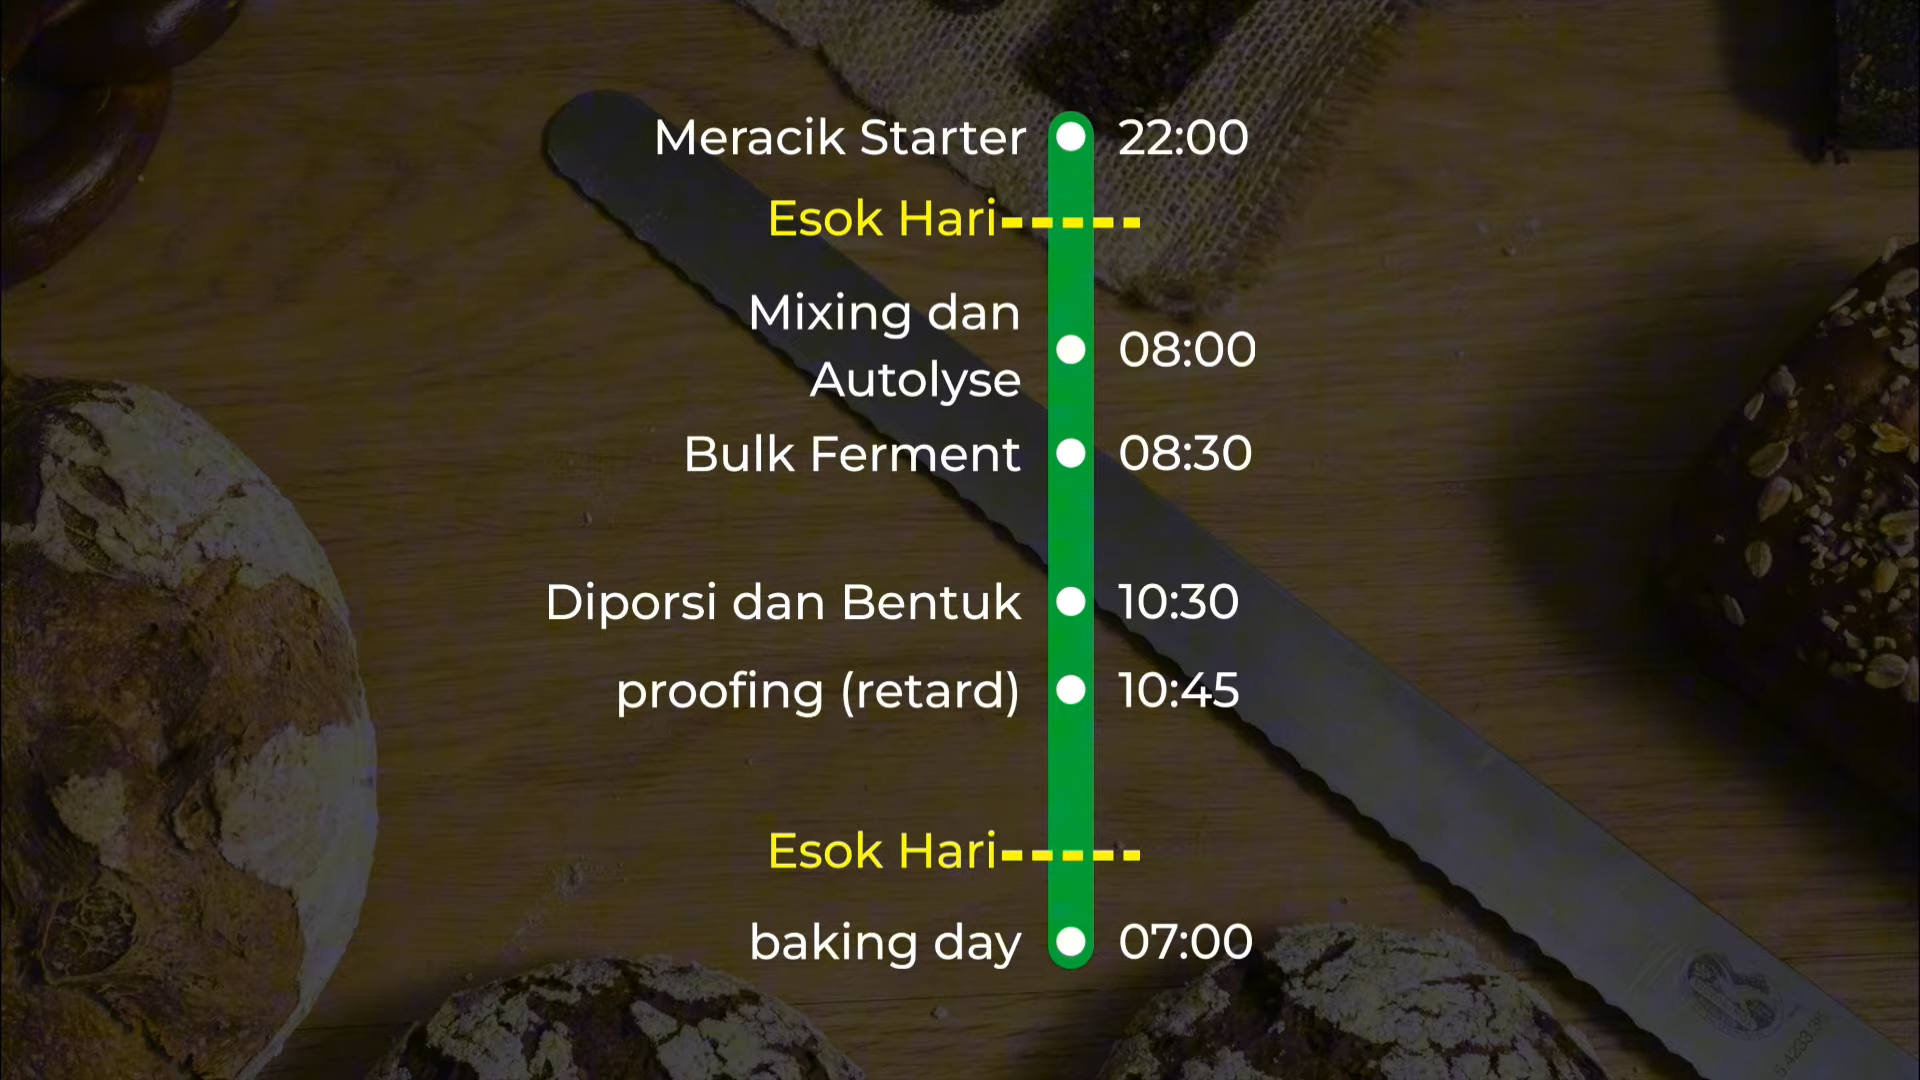 Meracik Starter 22:00
Esok Hari
Mixing dan
Autolyse 08:00
Bulk Ferment 08:30
Diporsi dan Bentuk 10:30
proofing (retard) 10:45
Esok Hari
baking day 07:00